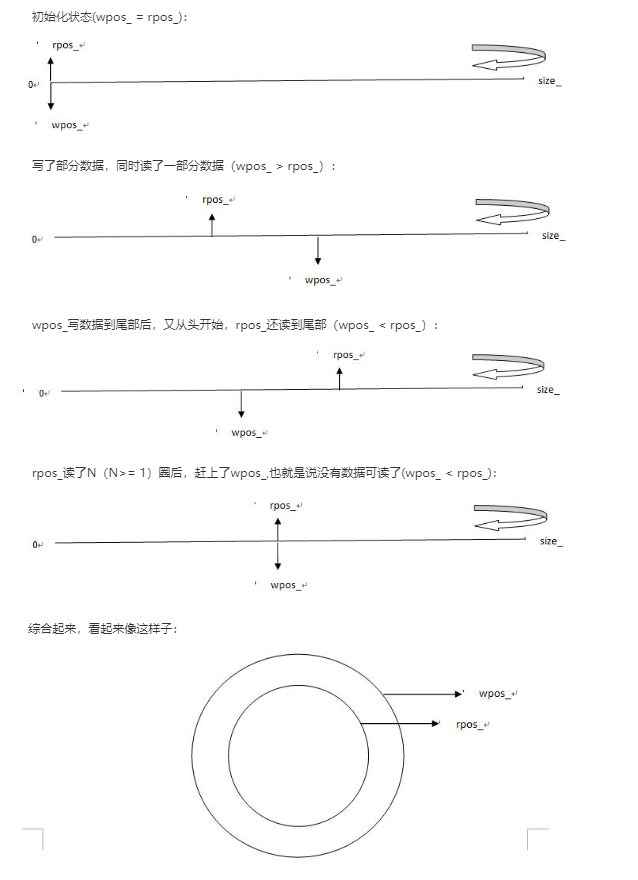 初始化状态(wpos_ = rpos_):
' rpos_↵
0↵ size_
' wpos_↵
写了部分数据，同时读了一部分数据（wpos_ > rpos_）:
' rpos_↵
0↵ size_
' wpos_↵
wpos_写数据到尾部后，又从头开始，rpos_还读到尾部（wpos_ < rpos_）:
' rpos_↵
' 0↵ size_
' wpos_↵
rpos_读了N（N>= 1）圈后，赶上了wpos_,也就是说没有数据可读了(wpos_ < rpos_):
' rpos_↵
0↵ size_
' wpos_↵
综合起来，看起来像这样子:
' wpos_↵
' rpos_↵